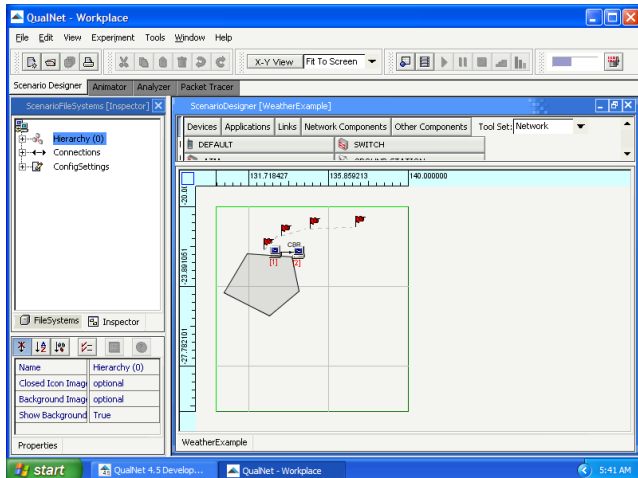 QualNet - Workplace
File Edit View Experiment Tools Window Help
X-Y View Fit To Screen
Scenario Designer Animator Analyzer Packet Tracer
ScenarioFileSystems [Inspector]
Hierarchy (0)
Connections
ConfigSettings
FileSystems Inspector
Name Hierarchy (0)
Closed Icon Imag optional
Background Imag optional
Show Background True
Properties
ScenarioDesigner [WeatherExample]
Devices Applications Links Network Components Other Components Tool Set: Network
DEFAULT SWITCH
131.718427 135.859213 140.000000
-20.0
-23.891051
-27.782101
CBR
[1] [2]
WeatherExample
start QualNet 4.5 Develop... QualNet - Workplace 5:41 AM